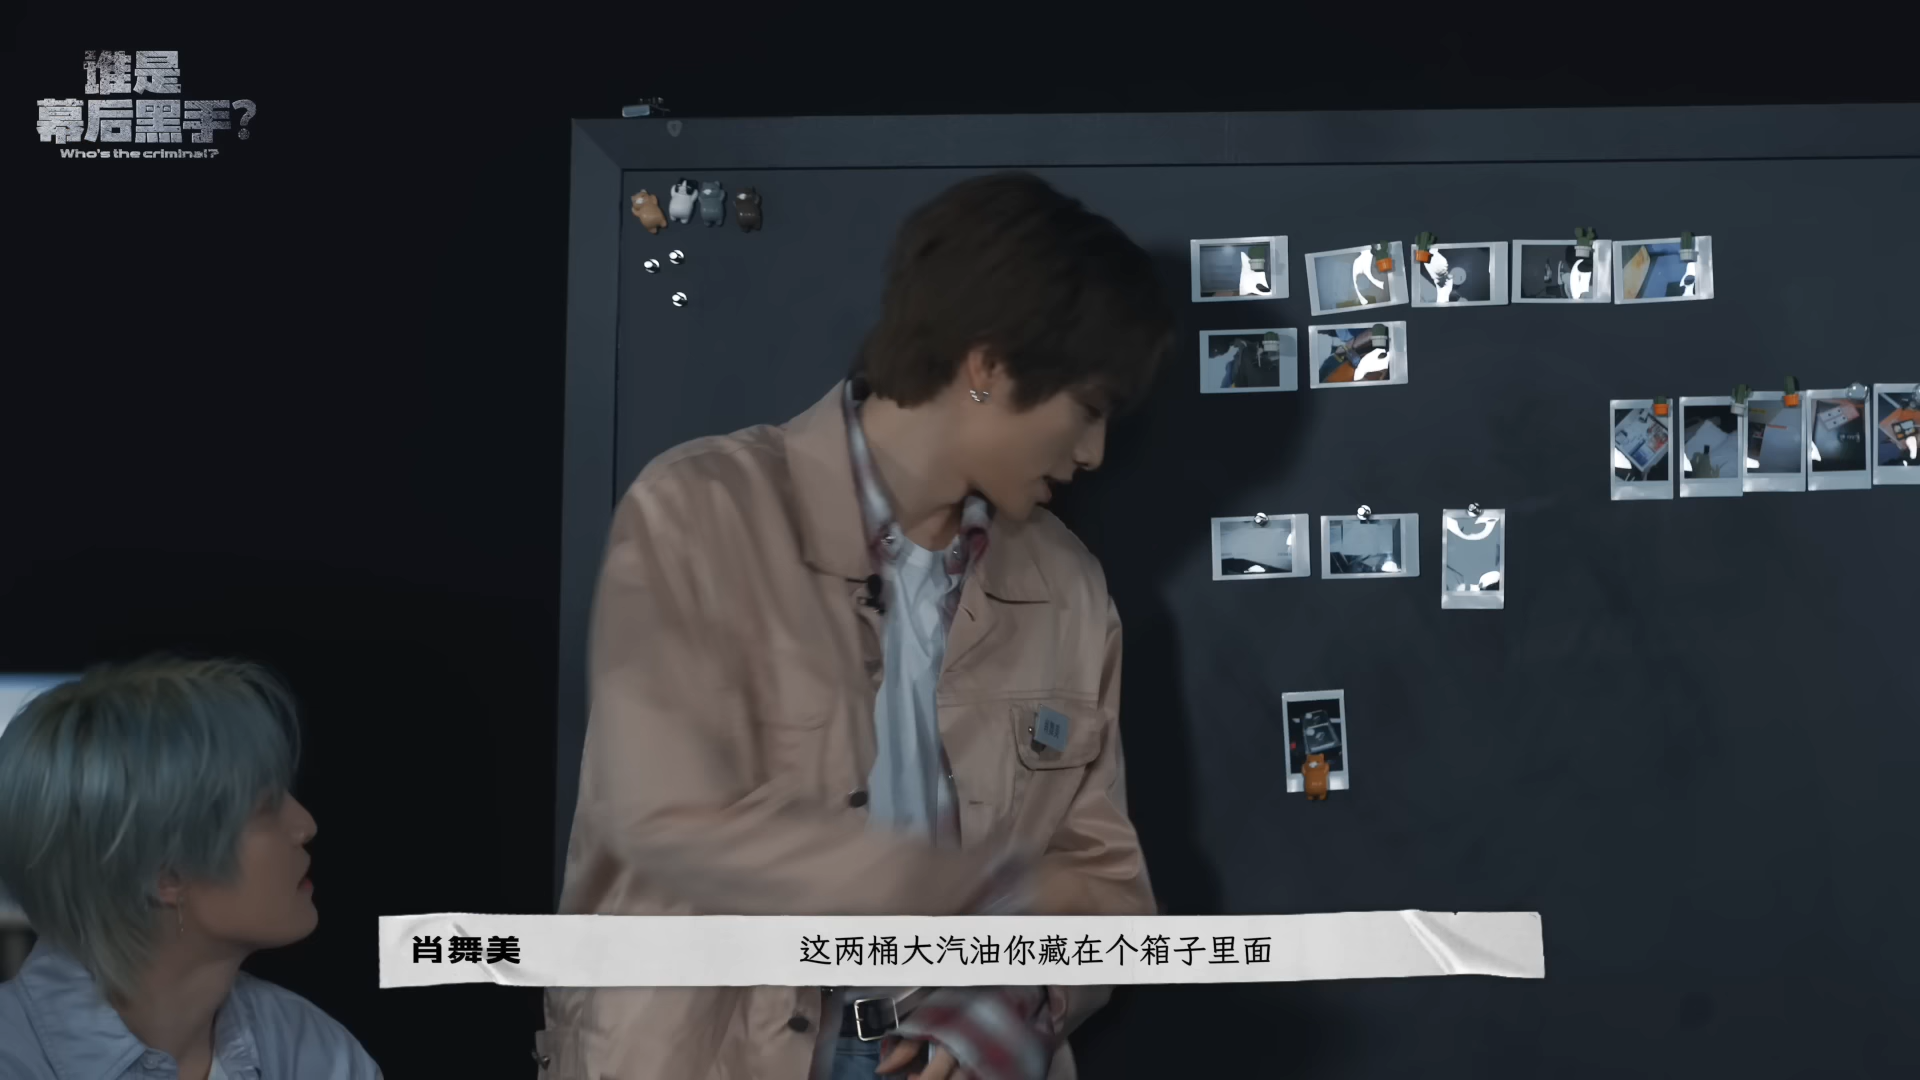 谁是
幕后黑手?
Who's the criminal?
肖舞美
这两桶大汽油你藏在个箱子里面